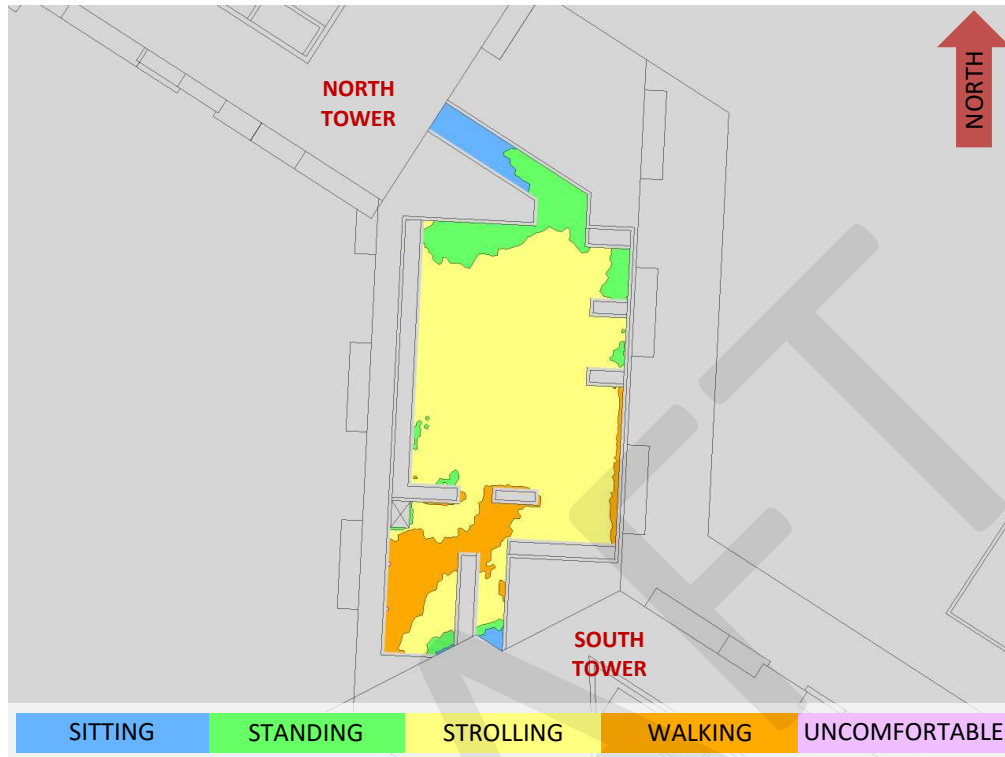 NORTH
TOWER
NORTH
SOUTH
TOWER
SITTING STANDING STROLLING WALKING UNCOMFORTABLE